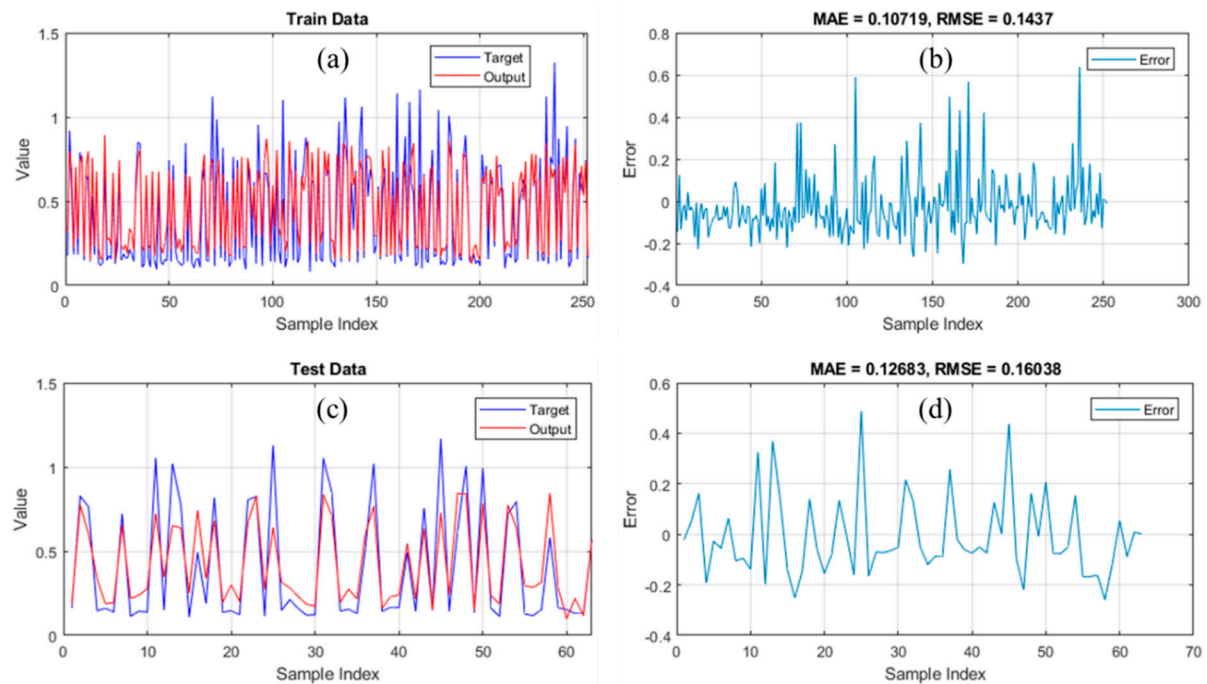 Train Data
(a)
Target
Output
Value
1.5
1
0.5
0
0 50 100 150 200 250
Sample Index
MAE = 0.10719, RMSE = 0.1437
(b)
Error
Error
0.8
0.6
0.4
0.2
0
-0.2
-0.4
0 50 100 150 200 250 300
Sample Index
Test Data
(c)
Target
Output
Value
1.5
1
0.5
0
0 10 20 30 40 50 60
Sample Index
MAE = 0.12683, RMSE = 0.16038
(d)
Error
Error
0.6
0.4
0.2
0
-0.2
-0.4
0 10 20 30 40 50 60 70
Sample Index